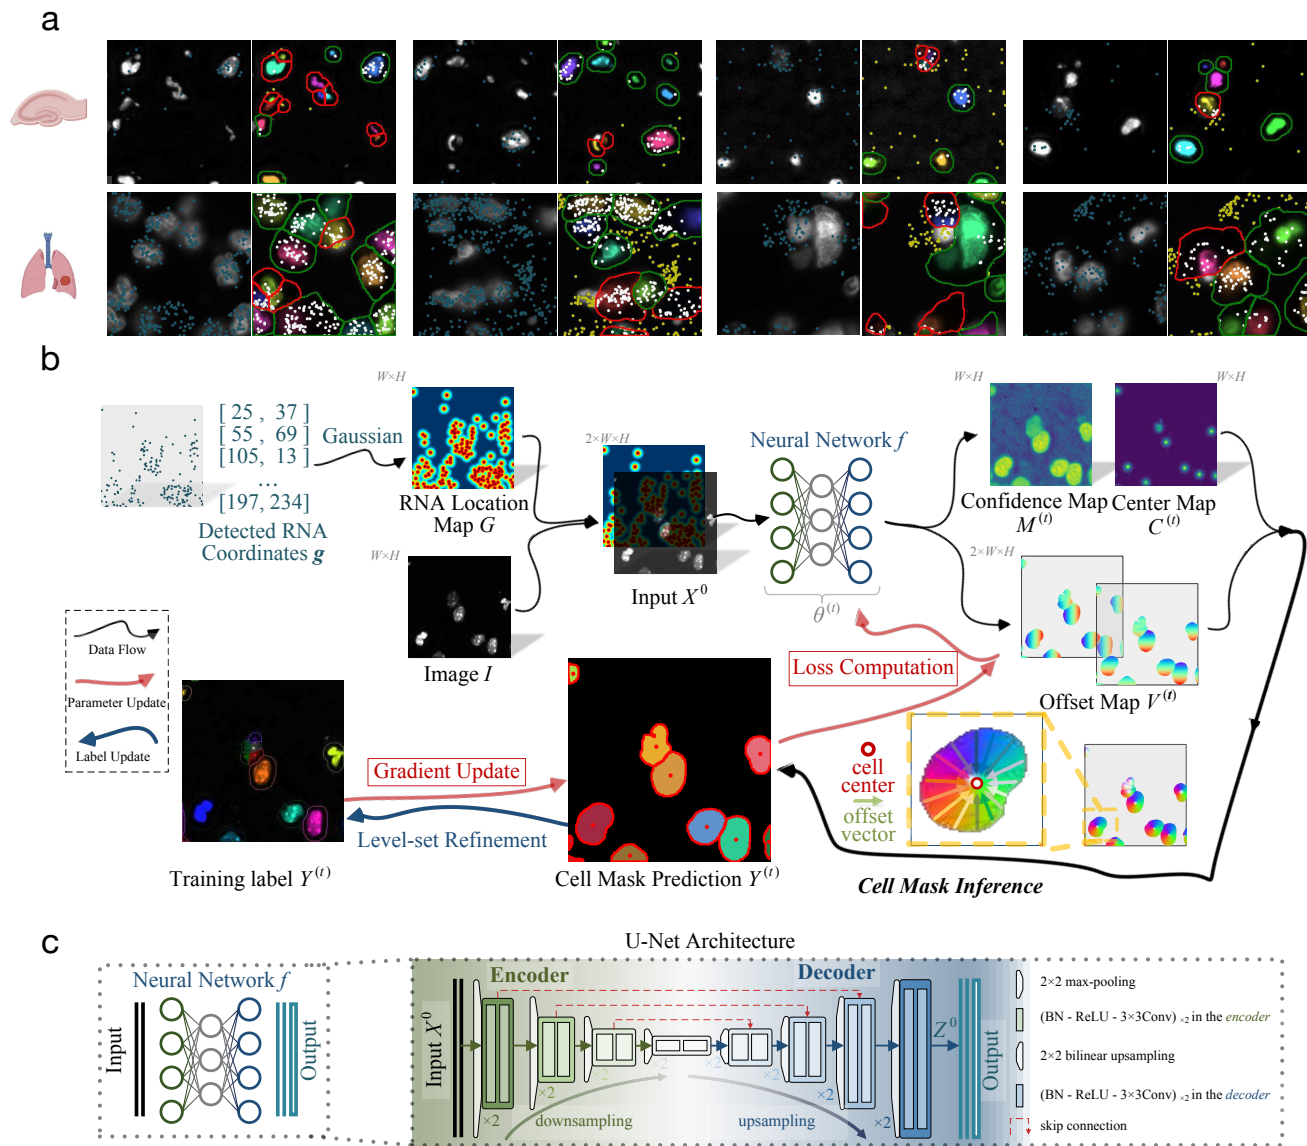 a
b
W×H
[ 25 , 37 ]
[ 55 , 69 ]
[105, 13 ]
...
[197, 234]
Detected RNA
Coordinates g
Gaussian
RNA Location
Map G
W×H
Image I
2×W×H
Input X⁰
Neural Network f
θ⁽ᵗ⁾
W×H
W×H
Confidence Map
M⁽ᵗ⁾
Center Map
C⁽ᵗ⁾
2×W×H
Offset Map V⁽ᵗ⁾
Data Flow
Parameter Update
Label Update
Loss Computation
Gradient Update
Level-set Refinement
Training label Y⁽ᵗ⁾
Cell Mask Prediction Y⁽ᵗ⁾
cell
center
offset
vector
Cell Mask Inference
c
U-Net Architecture
Neural Network f
Input
Output
Encoder
Decoder
Input X⁰
×2
×2
×2
×2
×2
×2
×2
×2
downsampling
upsampling
Z⁰
Output
2×2 max-pooling
(BN - ReLU - 3×3Conv) ×2 in the encoder
2×2 bilinear upsampling
(BN - ReLU - 3×3Conv) ×2 in the decoder
skip connection